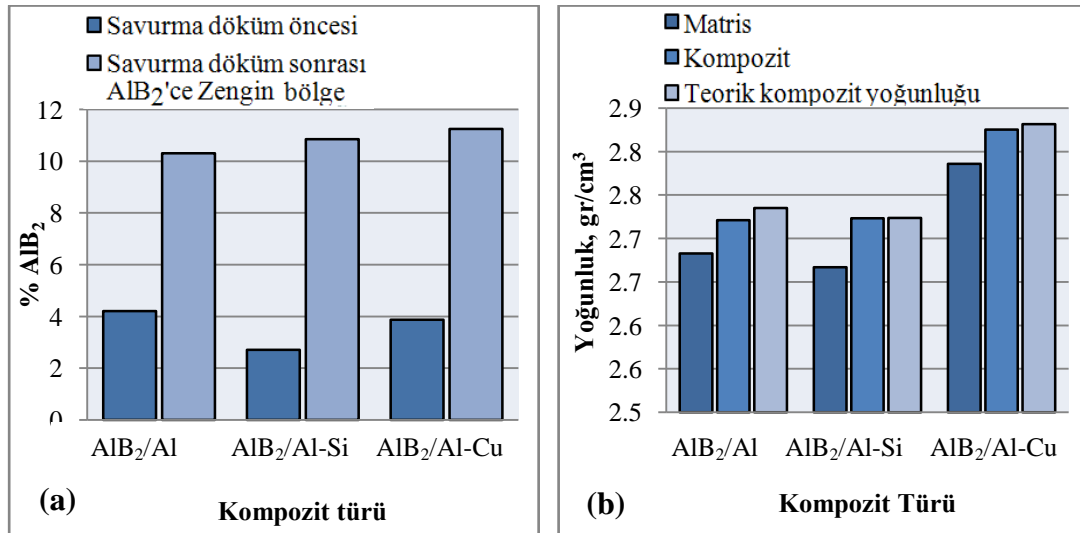 Savurma döküm öncesi
Savurma döküm sonrası
AlB₂'ce Zengin bölge
12
10
8
6
4
2
0
% AlB₂
AlB₂/Al
AlB₂/Al-Si
AlB₂/Al-Cu
(a)
Kompozit türü
Matris
Kompozit
Teorik kompozit yoğunluğu
2.9
2.8
2.8
2.7
2.7
2.6
2.6
2.5
Yoğunluk, gr/cm³
AlB₂/Al
AlB₂/Al-Si
AlB₂/Al-Cu
(b)
Kompozit Türü